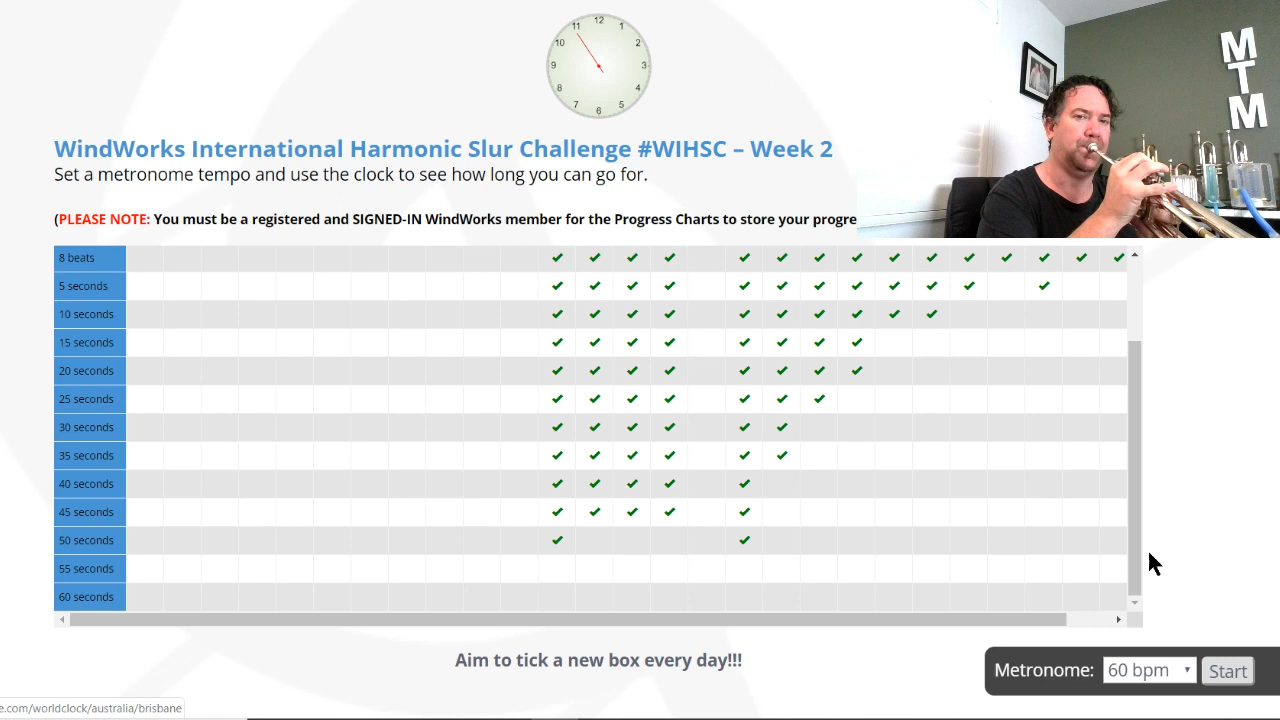 12
11 1
10 2
9 3
8 4
7 5
6
M
T
M
WindWorks International Harmonic Slur Challenge #WIHSC – Week 2
Set a metronome tempo and use the clock to see how long you can go for.
(PLEASE NOTE: You must be a registered and SIGNED-IN WindWorks member for the Progress Charts to store your progre
8 beats
5 seconds
10 seconds
15 seconds
20 seconds
25 seconds
30 seconds
35 seconds
40 seconds
45 seconds
50 seconds
55 seconds
60 seconds
Aim to tick a new box every day!!!
Metronome: 60 bpm Start
e.com/worldclock/australia/brisbane